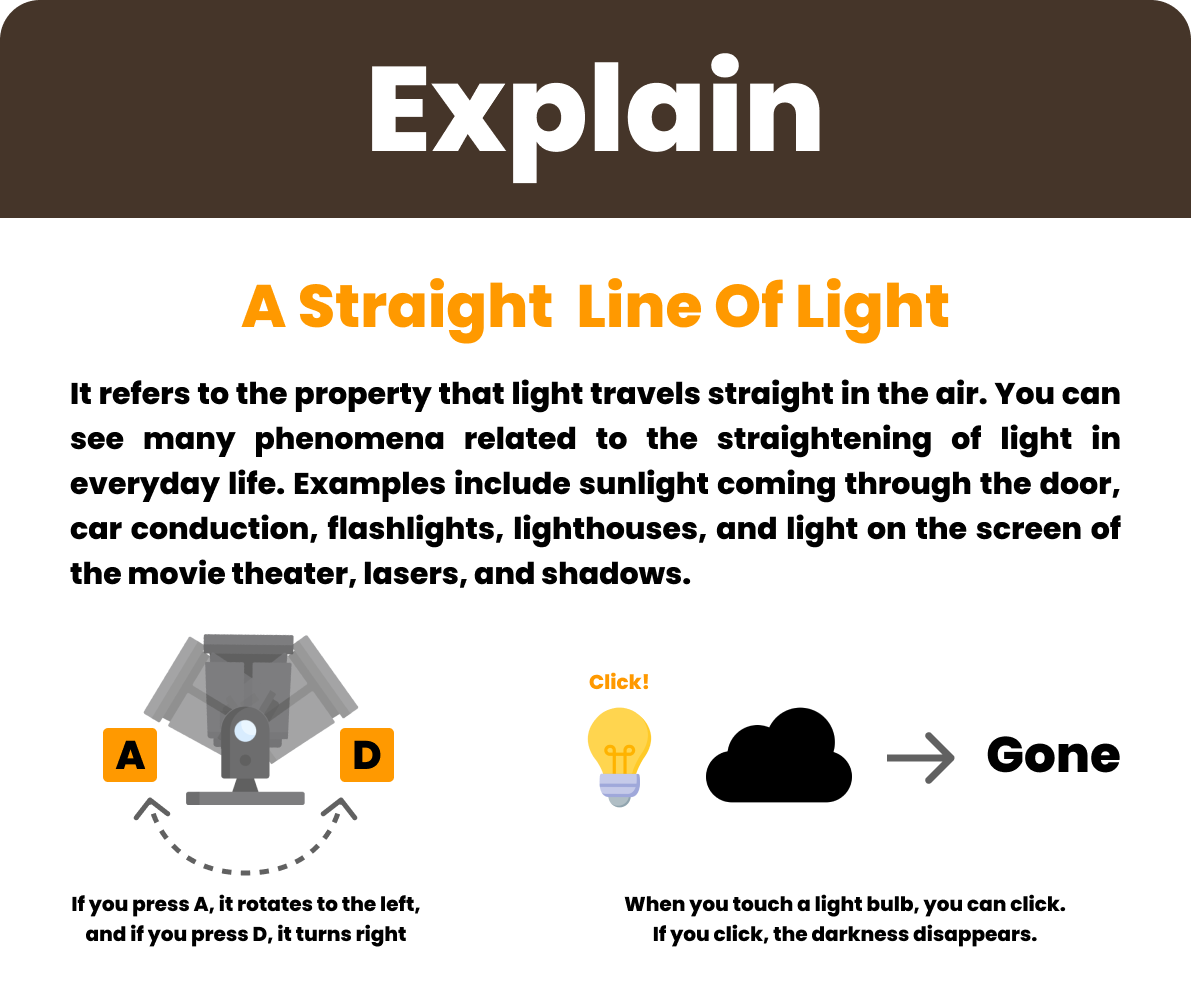 Explain
A Straight Line Of Light
It refers to the property that light travels straight in the air. You can
see many phenomena related to the straightening of light in
everyday life. Examples include sunlight coming through the door,
car conduction, flashlights, lighthouses, and light on the screen of
the movie theater, lasers, and shadows.
Click!
A
D
Gone
If you press A, it rotates to the left,
and if you press D, it turns right
When you touch a light bulb, you can click.
If you click, the darkness disappears.